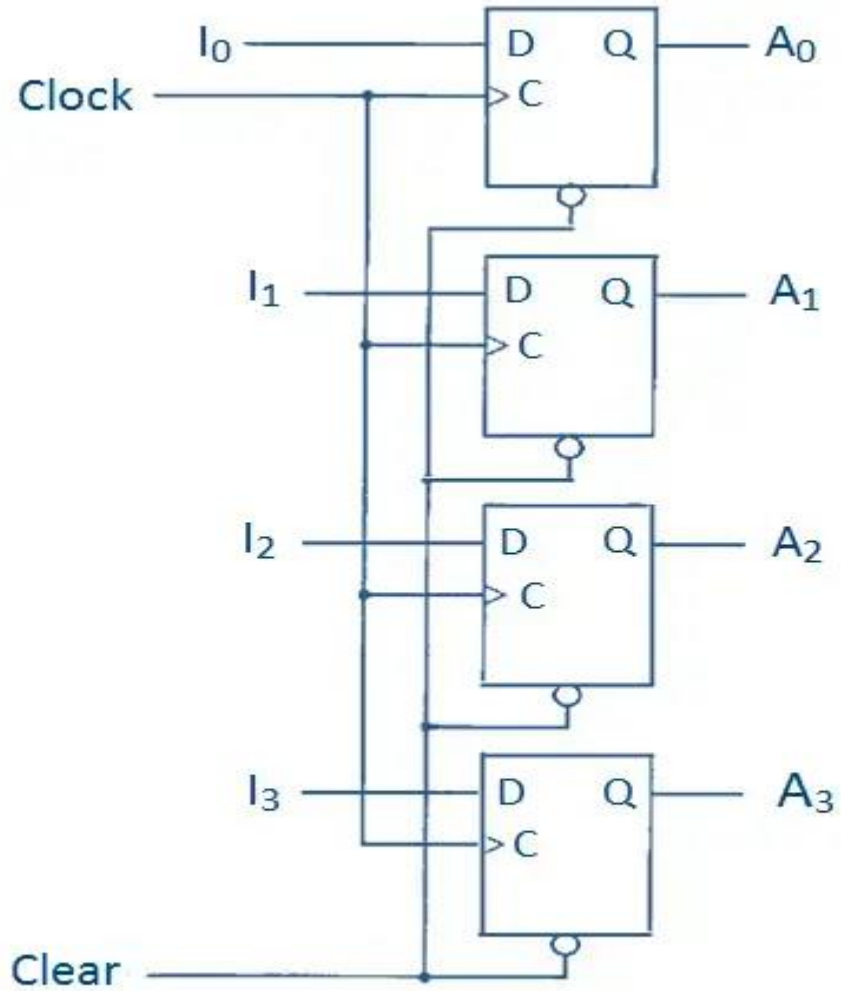 I₀ D Q A₀
Clock C
I₁ D Q A₁
C
I₂ D Q A₂
C
I₃ D Q A₃
C
Clear